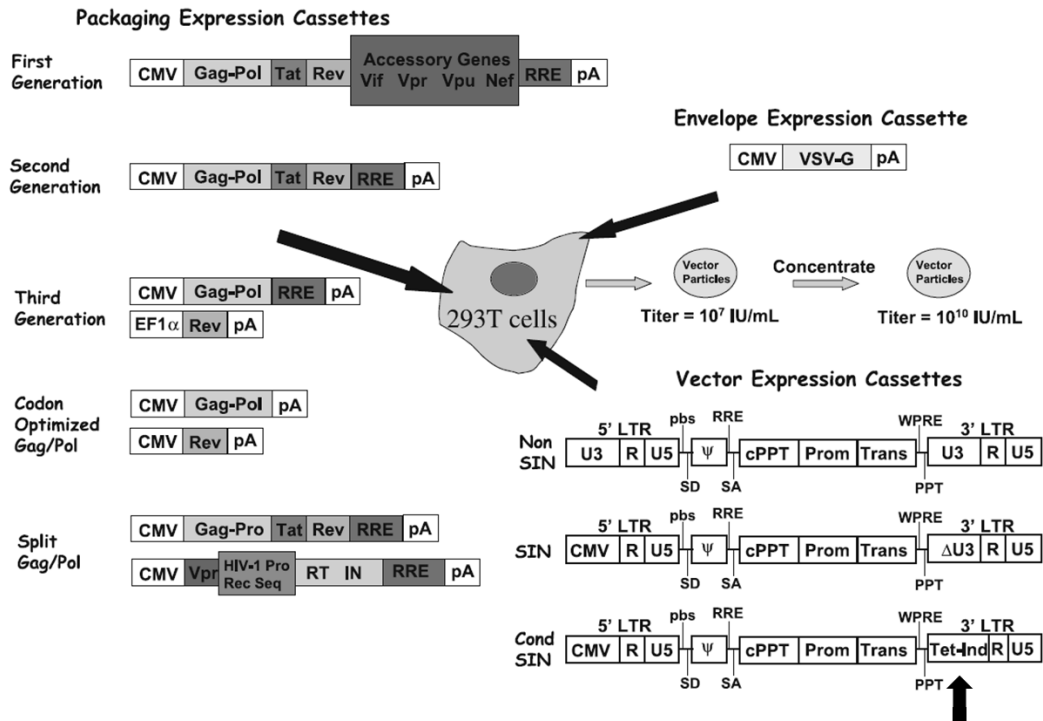 Packaging Expression Cassettes
First
Generation
CMV Gag-Pol Tat Rev
Accessory Genes
Vif Vpr Vpu Nef
RRE pA
Second
Generation
CMV Gag-Pol Tat Rev RRE pA
Third
Generation
CMV Gag-Pol RRE pA
EF1α Rev pA
Codon
Optimized
Gag/Pol
CMV Gag-Pol pA
CMV Rev pA
Split
Gag/Pol
CMV Gag-Pro Tat Rev RRE pA
CMV Vpr
HIV-1 Pro
Rec Seq
RT IN RRE pA
Envelope Expression Cassette
CMV VSV-G pA
293T cells
Vector
Particles
Titer = 10⁷ IU/mL
Concentrate
Vector
Particles
Titer = 10¹⁰ IU/mL
Vector Expression Cassettes
Non
SIN
5' LTR pbs RRE WPRE 3' LTR
U3 R U5 ψ cPPT Prom Trans U3 R U5
SD SA PPT
SIN
5' LTR pbs RRE WPRE 3' LTR
CMV R U5 ψ cPPT Prom Trans ΔU3 R U5
SD SA PPT
Cond
SIN
5' LTR pbs RRE WPRE 3' LTR
CMV R U5 ψ cPPT Prom Trans Tet-Ind R U5
SD SA PPT